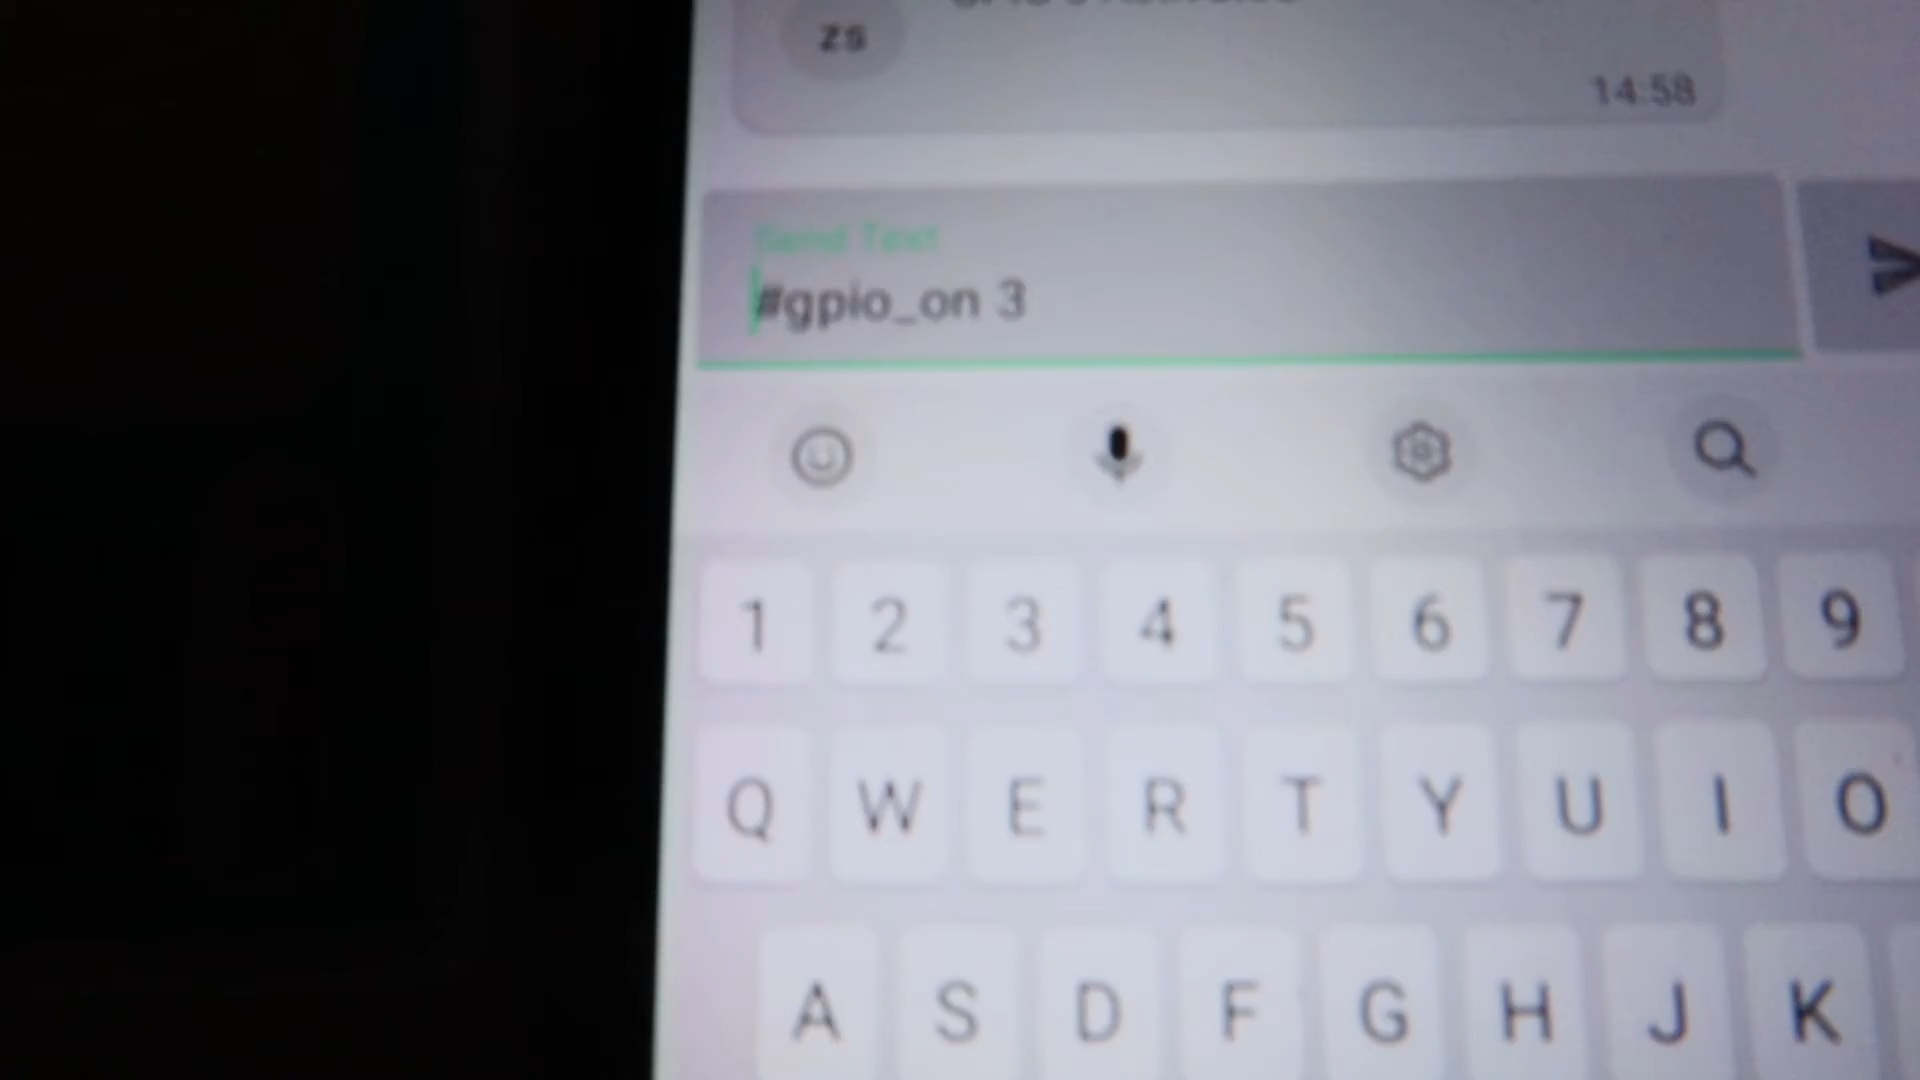 zs
14:58
Send Text
#gpio_on 3
1 2 3 4 5 6 7 8 9
Q W E R T Y U I O
A S D F G H J K